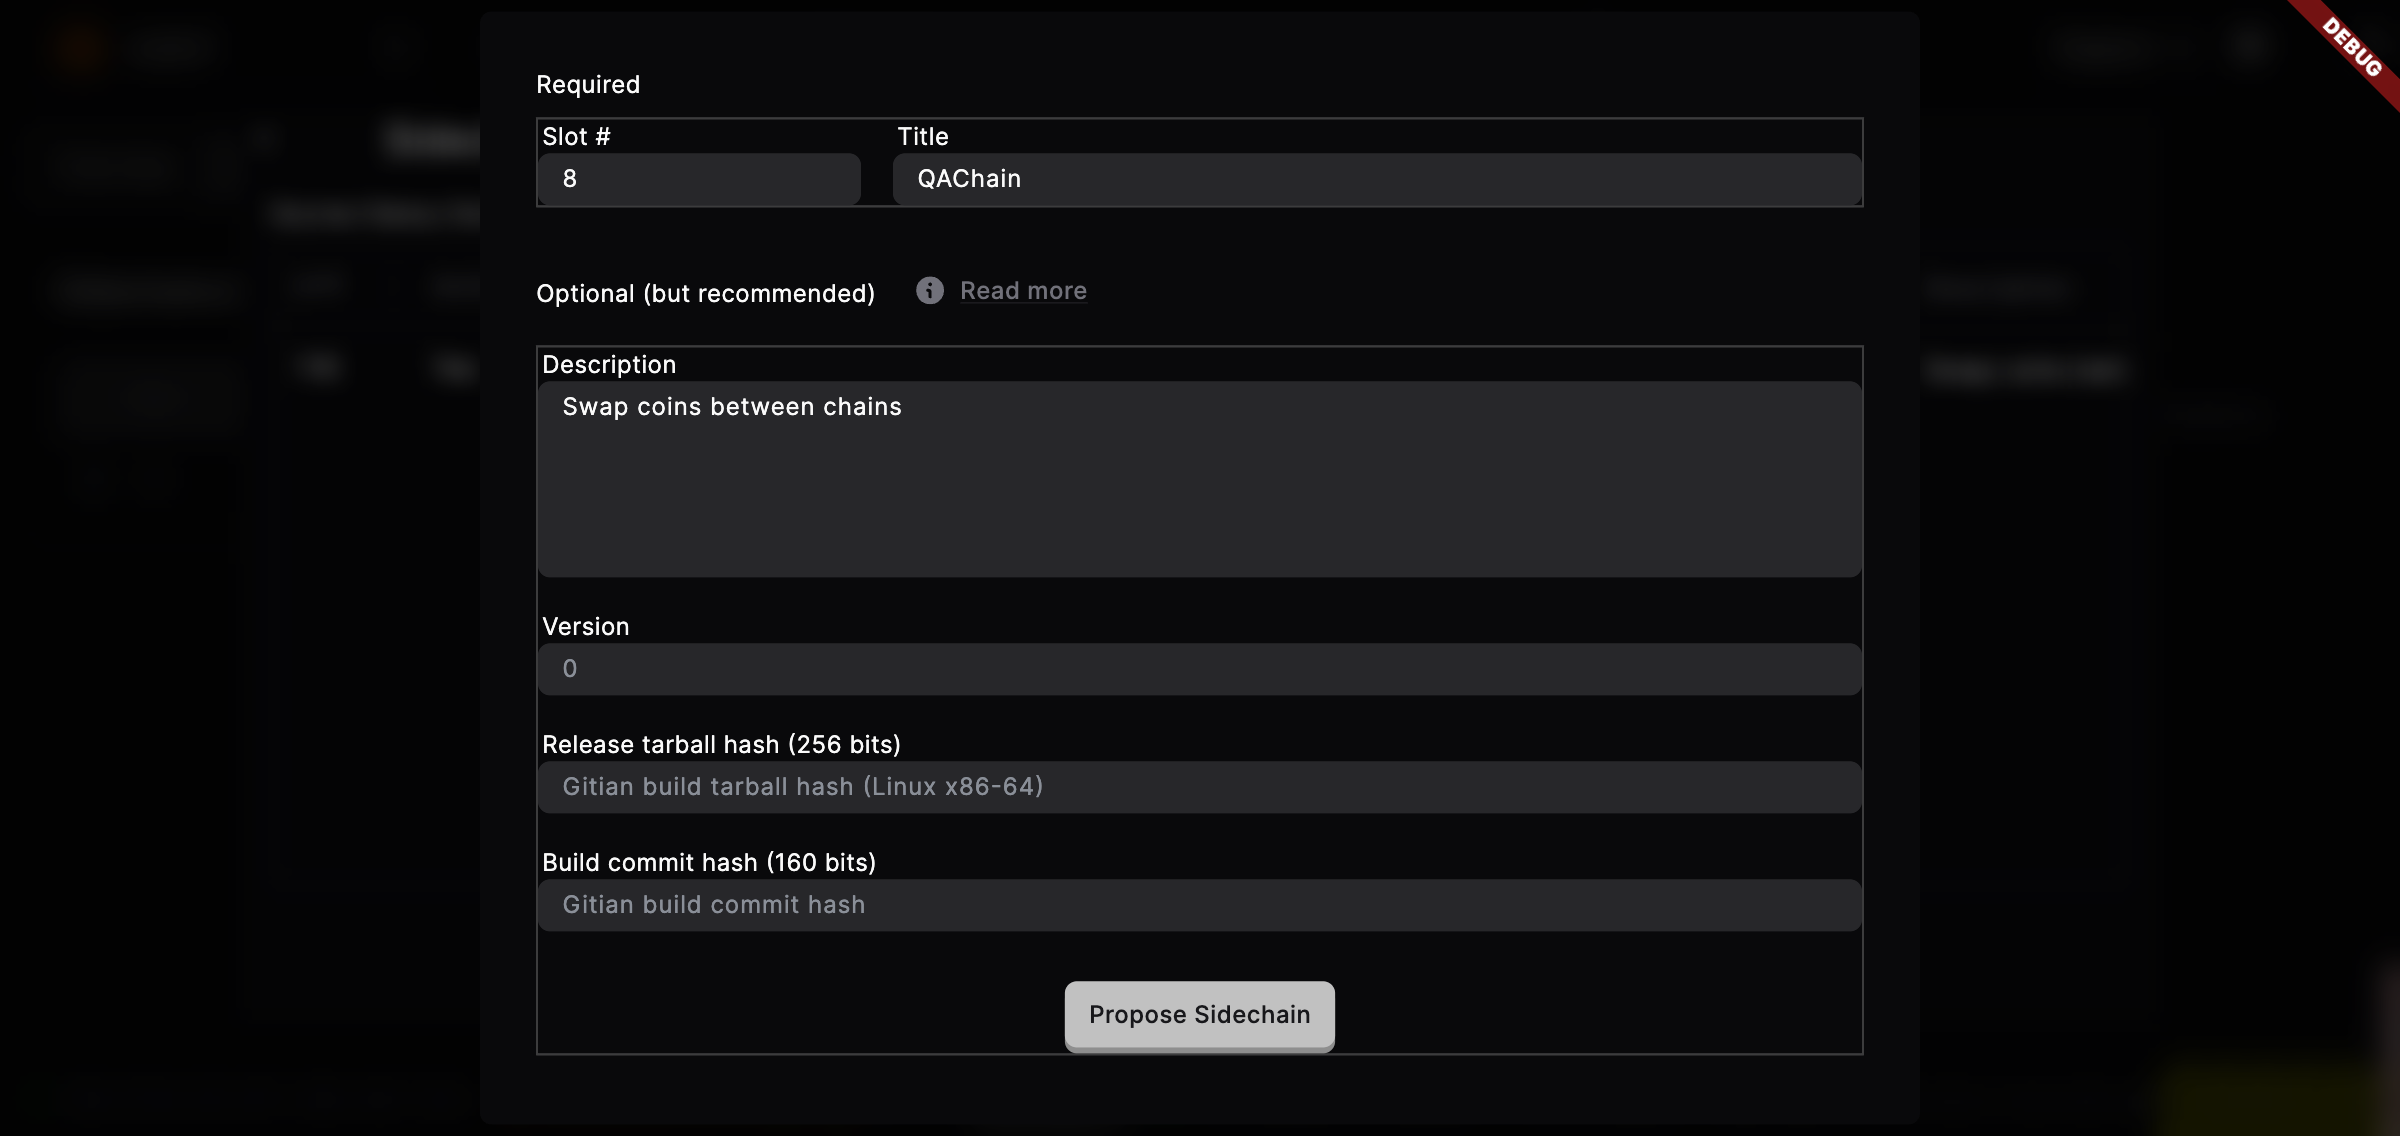 DEBUG
Required
Slot # Title
8 QAChain
Optional (but recommended) Read more
Description
Swap coins between chains
Version
0
Release tarball hash (256 bits)
Gitian build tarball hash (Linux x86-64)
Build commit hash (160 bits)
Gitian build commit hash
Propose Sidechain